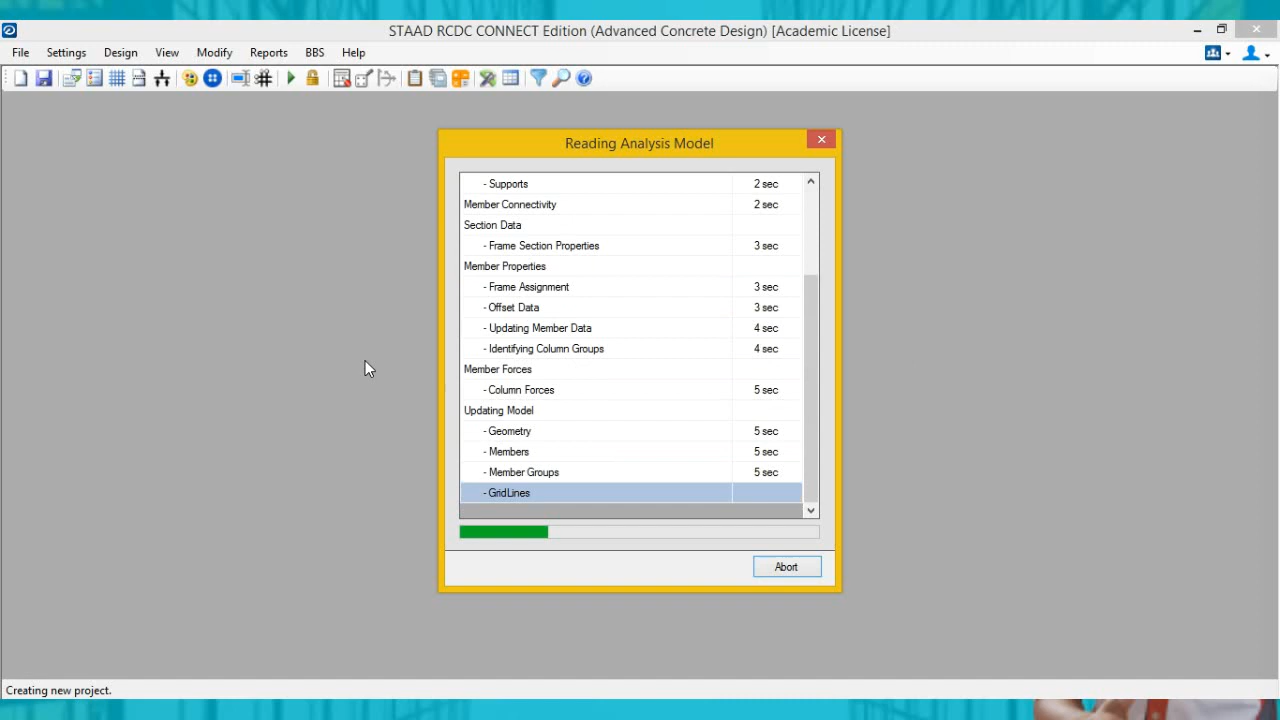 STAAD RCDC CONNECT Edition (Advanced Concrete Design) [Academic License]
File Settings Design View Modify Reports BBS Help
Reading Analysis Model
- Supports 2 sec
Member Connectivity 2 sec
Section Data
- Frame Section Properties 3 sec
Member Properties
- Frame Assignment 3 sec
- Offset Data 3 sec
- Updating Member Data 4 sec
- Identifying Column Groups 4 sec
Member Forces
- Column Forces 5 sec
Updating Model
- Geometry 5 sec
- Members 5 sec
- Member Groups 5 sec
- GridLines
Abort
Creating new project.